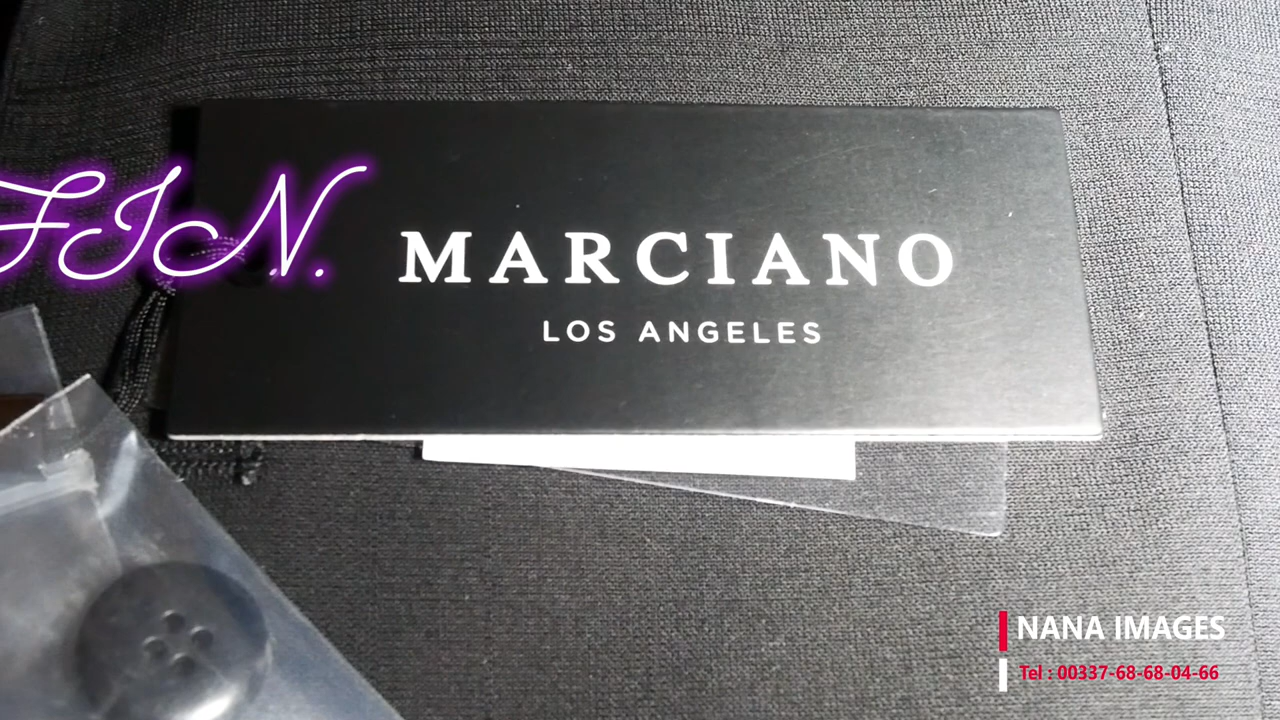 FIN.
MARCIANO
LOS ANGELES
NANA IMAGES
Tel : 00337-68-68-04-66